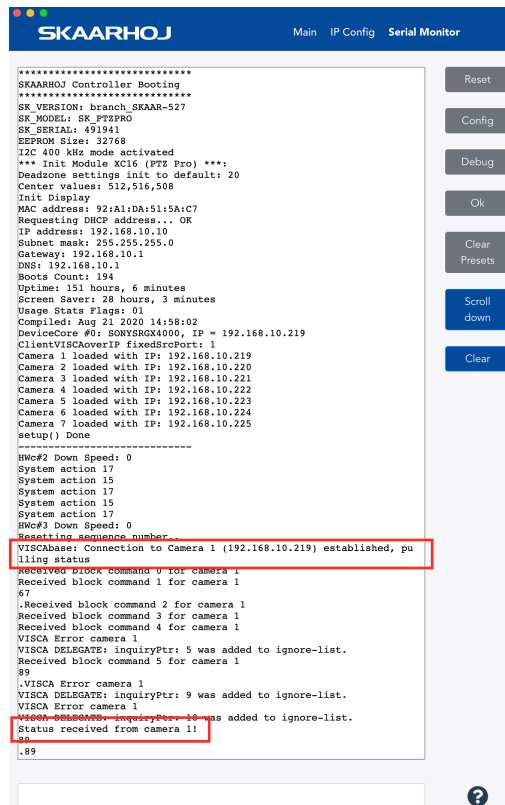 SKAARHOJ
Main IP Config Serial Monitor
*****************************
SKAARHOJ Controller Booting
*****************************
SK_VERSION: branch_SKAAR-527
SK_MODEL: SK_PTZPRO
SK_SERIAL: 491941
EEPROM Size: 32768
I2C 400 kHz mode activated
*** Init Module XC16 (PTZ Pro) ***:
Deadzone settings init to default: 20
Center values: 512,516,508
Init Display
MAC address: 92:A1:DA:51:5A:C7
Requesting DHCP address... OK
IP address: 192.168.10.10
Subnet mask: 255.255.255.0
Gateway: 192.168.10.1
DNS: 192.168.10.1
Boots Count: 194
Uptime: 151 hours, 6 minutes
Screen Saver: 28 hours, 3 minutes
Usage Stats Flags: 01
Compiled: Aug 21 2020 14:58:02
DeviceCore #0: SONYSRGX4000, IP = 192.168.10.219
ClientVISCAoverIP fixedSrcPort: 1
Camera 1 loaded with IP: 192.168.10.219
Camera 2 loaded with IP: 192.168.10.220
Camera 3 loaded with IP: 192.168.10.221
Camera 4 loaded with IP: 192.168.10.222
Camera 5 loaded with IP: 192.168.10.223
Camera 6 loaded with IP: 192.168.10.224
Camera 7 loaded with IP: 192.168.10.225
setup() Done
-----------------------------
HWc#2 Down Speed: 0
System action 17
System action 15
System action 17
System action 15
System action 17
HWc#3 Down Speed: 0
Resetting sequence number..
VISCAbase: Connection to Camera 1 (192.168.10.219) established, pu
lling status
Received block command 0 for camera 1
Received block command 1 for camera 1
67
.Received block command 2 for camera 1
Received block command 3 for camera 1
Received block command 4 for camera 1
VISCA Error camera 1
VISCA DELEGATE: inquiryPtr: 5 was added to ignore-list.
Received block command 5 for camera 1
89
.VISCA Error camera 1
VISCA DELEGATE: inquiryPtr: 9 was added to ignore-list.
VISCA Error camera 1
VISCA DELEGATE: inquiryPtr: 10 was added to ignore-list.
Status received from camera 1!
89
.89
Reset
Config
Debug
Ok
Clear
Presets
Scroll
down
Clear
?